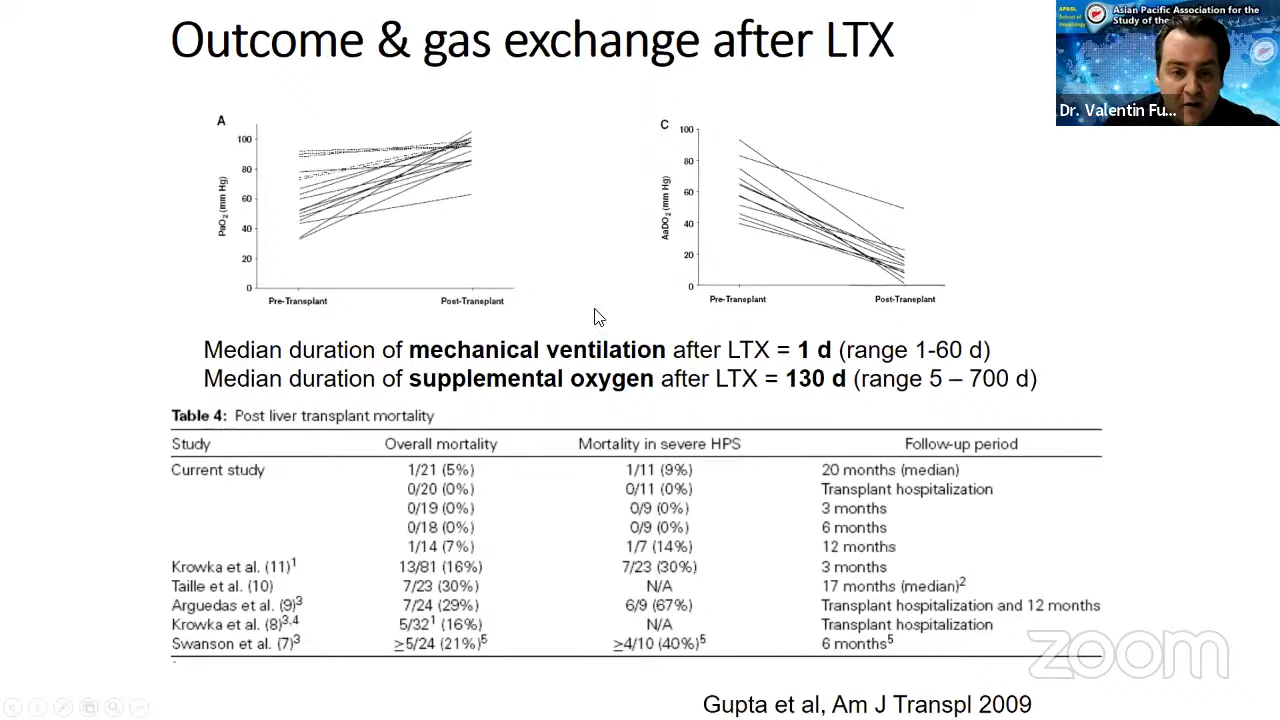 Outcome & gas exchange after LTX
APASL
School of
Hepatology
Asian Pacific Association for the
Study of the
Dr. Valentin Fu...
A
PaO2 (mm Hg)
100
80
60
40
20
0
Pre-Transplant
Post-Transplant
C
AaDO2 (mm Hg)
100
80
60
40
20
0
Pre-Transplant
Post-Transplant
Median duration of mechanical ventilation after LTX = 1 d (range 1-60 d)
Median duration of supplemental oxygen after LTX = 130 d (range 5 – 700 d)
Table 4: Post liver transplant mortality
Study Overall mortality Mortality in severe HPS Follow-up period
Current study 1/21 (5%) 1/11 (9%) 20 months (median)
0/20 (0%) 0/11 (0%) Transplant hospitalization
0/19 (0%) 0/9 (0%) 3 months
0/18 (0%) 0/9 (0%) 6 months
1/14 (7%) 1/7 (14%) 12 months
Krowka et al. (11)1 13/81 (16%) 7/23 (30%) 3 months
Taille et al. (10) 7/23 (30%) N/A 17 months (median)2
Arguedas et al. (9)3 7/24 (29%) 6/9 (67%) Transplant hospitalization and 12 months
Krowka et al. (8)3,4 5/321 (16%) N/A Transplant hospitalization
Swanson et al. (7)3 ≥5/24 (21%)5 ≥4/10 (40%)5 6 months5
zoom
Gupta et al, Am J Transpl 2009